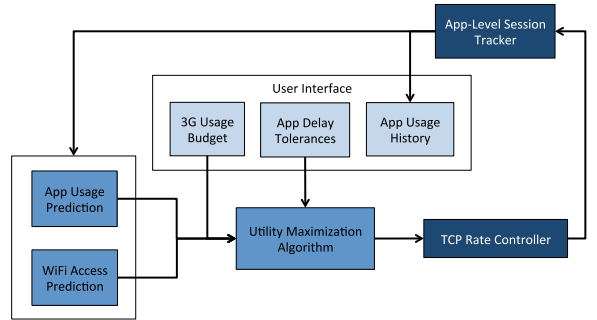 App-Level Session
Tracker
User Interface
3G Usage
Budget
App Delay
Tolerances
App Usage
History
App Usage
Prediction
WiFi Access
Prediction
Utility Maximization
Algorithm
TCP Rate Controller